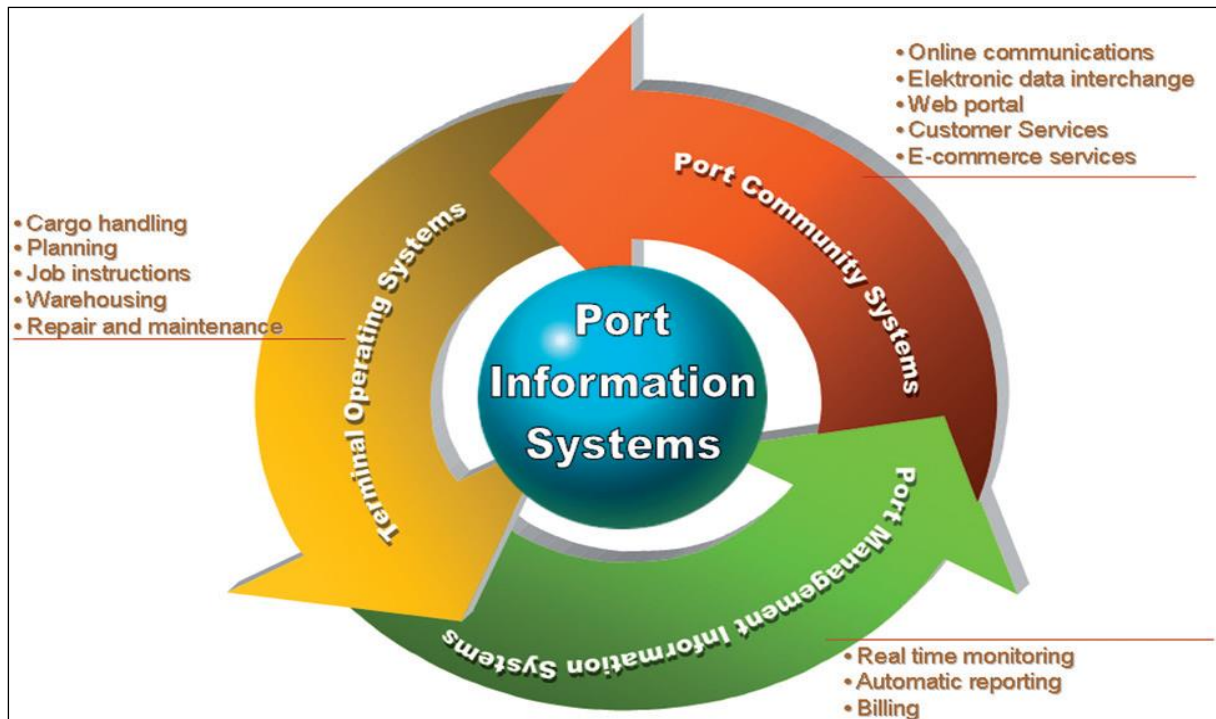 • Online communications
• Elektronic data interchange
• Web portal
• Customer Services
• E-commerce services
Port Community Systems
• Cargo handling
• Planning
• Job instructions
• Warehousing
• Repair and maintenance
Terminal Operating Systems
Port
Information
Systems
Port Management Information Systems
• Real time monitoring
• Automatic reporting
• Billing